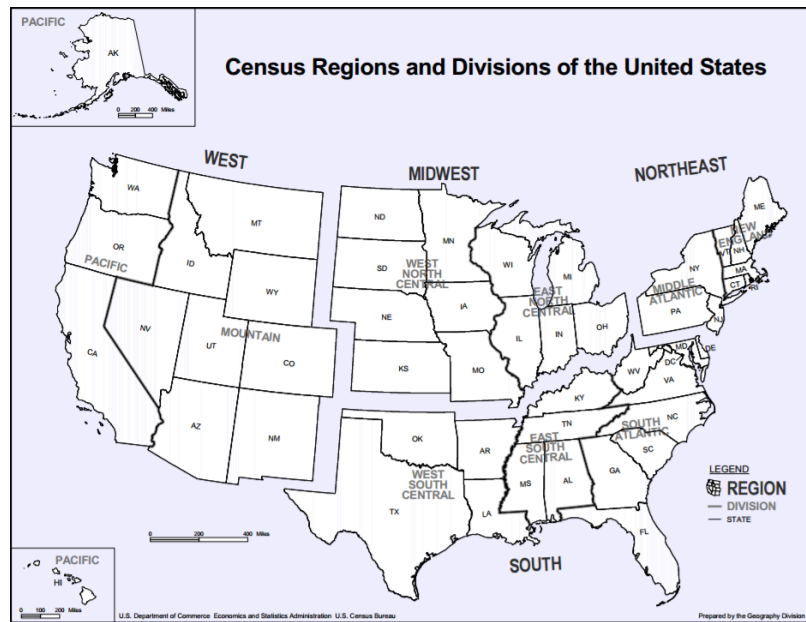 PACIFIC
AK
0 200 400 Miles
Census Regions and Divisions of the United States
WEST
MIDWEST
NORTHEAST
WA
MT
ND
MN
ME
OR
ID
SD
WI
MI
NY
VT
NH
NEW
ENGLAND
MA
CT
RI
PACIFIC
WY
WEST
NORTH
CENTRAL
EAST
NORTH
CENTRAL
MIDDLE
ATLANTIC
PA
NJ
NV
UT
MOUNTAIN
CO
NE
IA
IL
IN
OH
CA
KS
MO
WV
MD
DE
DC
VA
KY
AZ
NM
OK
AR
TN
NC
SOUTH
ATLANTIC
SC
EAST
SOUTH
CENTRAL
WEST
SOUTH
CENTRAL
MS
AL
GA
TX
LA
FL
LEGEND
REGION
DIVISION
STATE
0 200 400 Miles
SOUTH
PACIFIC
HI
0 100 200 Miles
U.S. Department of Commerce Economics and Statistics Administration U.S. Census Bureau
Prepared by the Geography Division